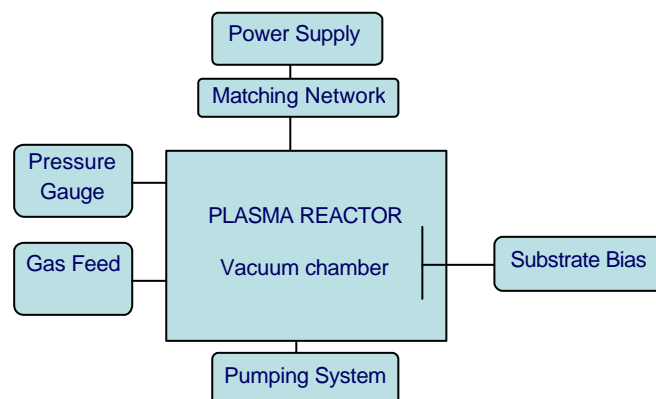 Power Supply
Matching Network
Pressure
Gauge
PLASMA REACTOR
Gas Feed
Vacuum chamber
Substrate Bias
Pumping System